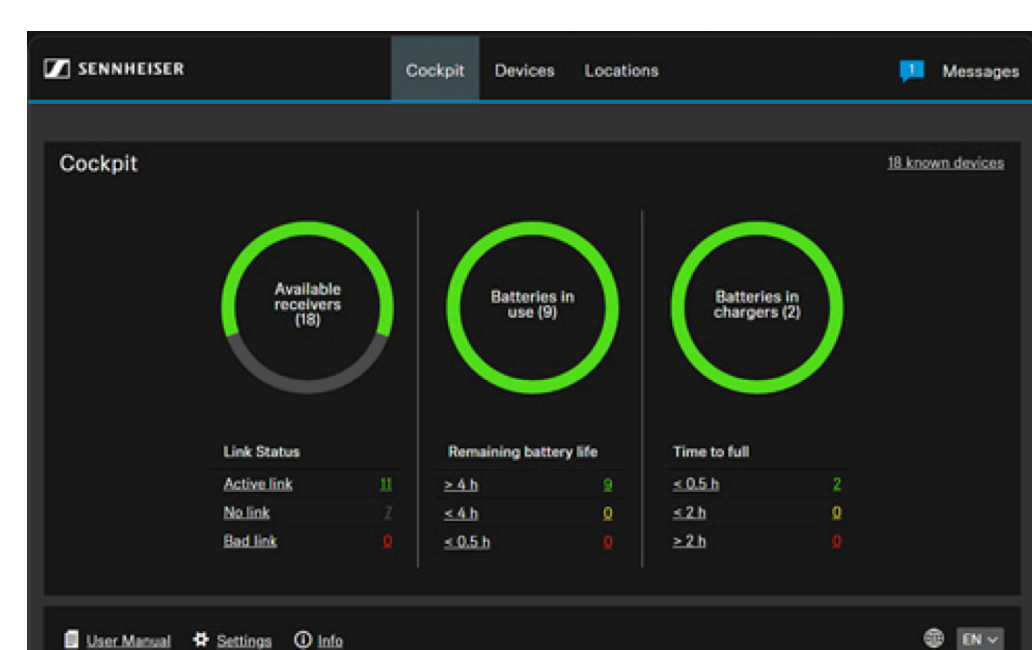 SENNHEISER
Cockpit Devices Locations
1 Messages
Cockpit
18 known devices
Available
receivers
(18)
Batteries in
use (9)
Batteries in
chargers (2)
Link Status
Active link 11
No link 7
Bad link 0
Remaining battery life
≥ 4 h 9
< 4 h 0
≤ 0.5 h 0
Time to full
≤ 0.5 h 2
≤ 2 h 0
≥ 2 h 0
User Manual Settings Info
EN